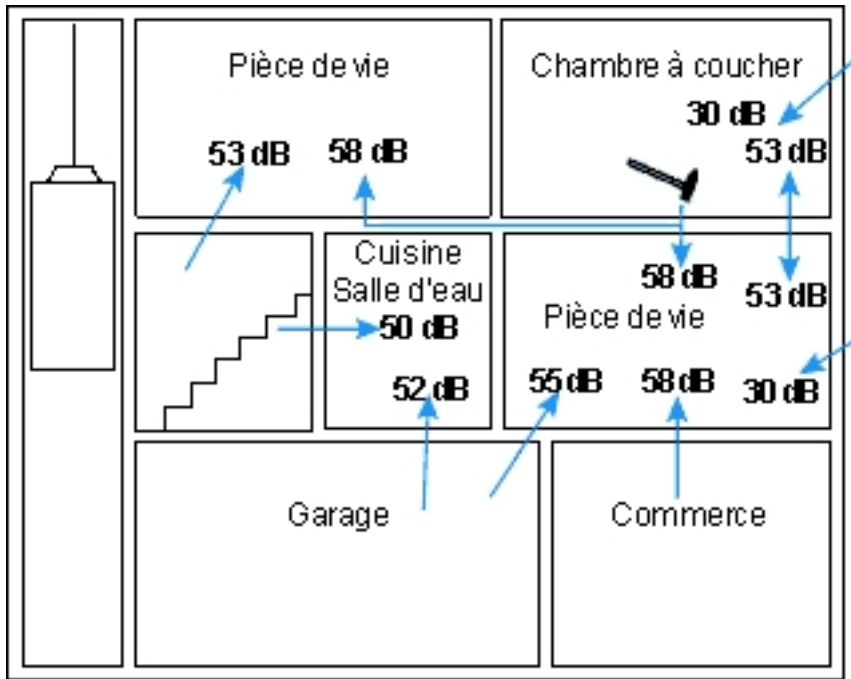 Pièce de vie
53 dB 58 dB
Chambre à coucher
30 dB
53 dB
Cuisine
Salle d'eau
50 dB
52 dB
58 dB
53 dB
Pièce de vie
55 dB 58 dB 30 dB
Garage
Commerce